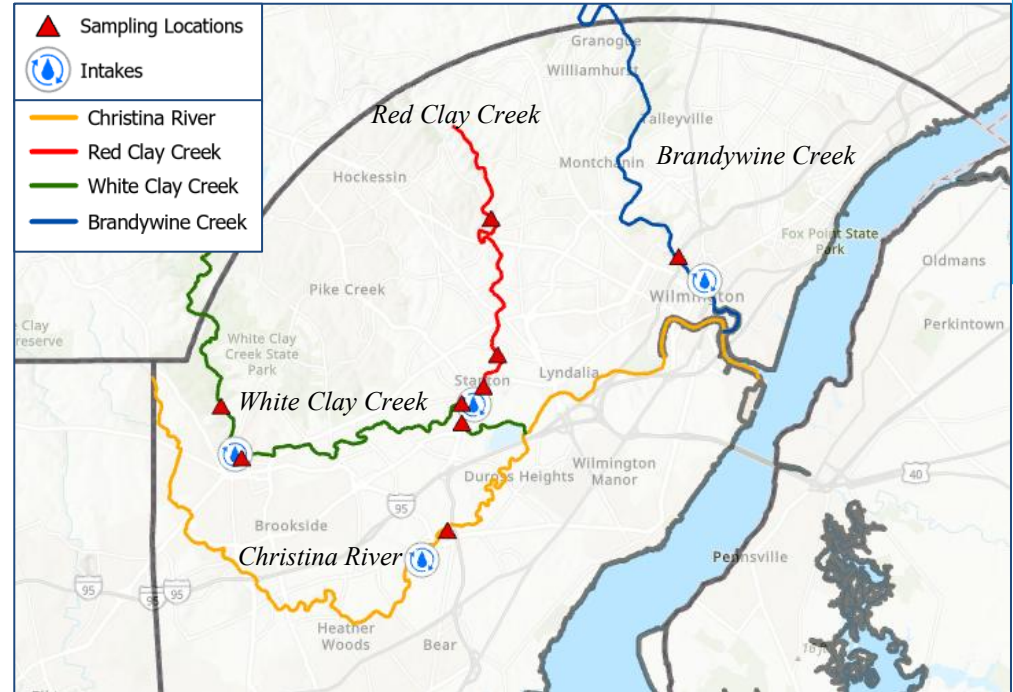 Sampling Locations
Intakes
Christina River
Red Clay Creek
White Clay Creek
Brandywine Creek
Granogue
Williamhurst
Red Clay Creek
Talleyville
Brandywine Creek
Montchanin
Hockessin
Fox Point State
Park
Oldmans
Pike Creek
Wilmington
Perkintown
Clay
reserve
White Clay
Creek State
Park
Lyndalia
Stanton
White Clay Creek
Duross Heights
Wilmington
Manor
40
95
Brookside
Christina River
Pennsville
95
95
95
Heather
Woods
Bear